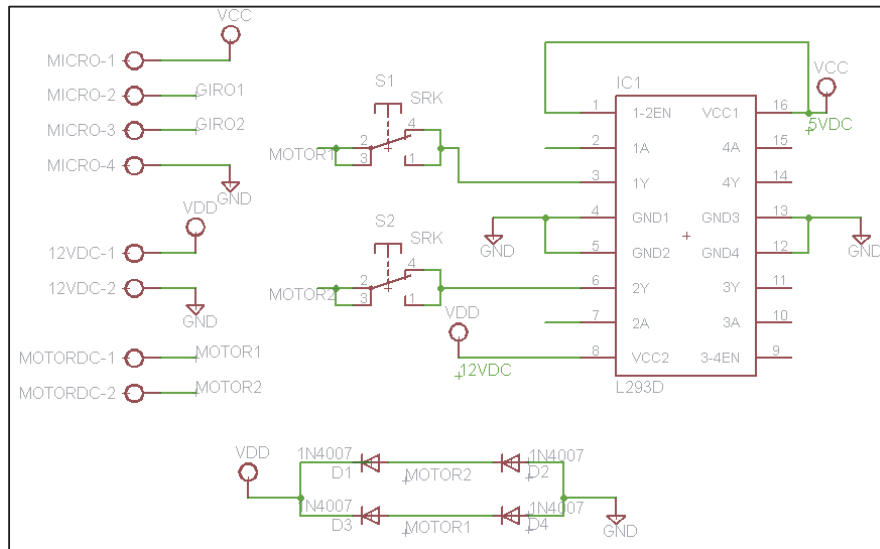 VCC
MICRO-1
MICRO-2 GIRO1
MICRO-3 GIRO2
MICRO-4
GND
VDD
12VDC-1
12VDC-2
GND
MOTORDC-1 MOTOR1
MOTORDC-2 MOTOR2
S1
SRK
MOTOR1 2 3 4 1
S2
SRK
MOTOR2 2 3 4 1
GND
VDD
12VDC
IC1
VCC
1 1-2EN VCC1 16
5VDC
2 1A 4A 15
3 1Y 4Y 14
4 GND1 GND3 13
5 GND2 GND4 12
GND
6 2Y 3Y 11
7 2A 3A 10
8 VCC2 3-4EN 9
L293D
VDD
1N4007 1N4007
D1 MOTOR2 D2
1N4007 1N4007
D3 MOTOR1 D4
GND